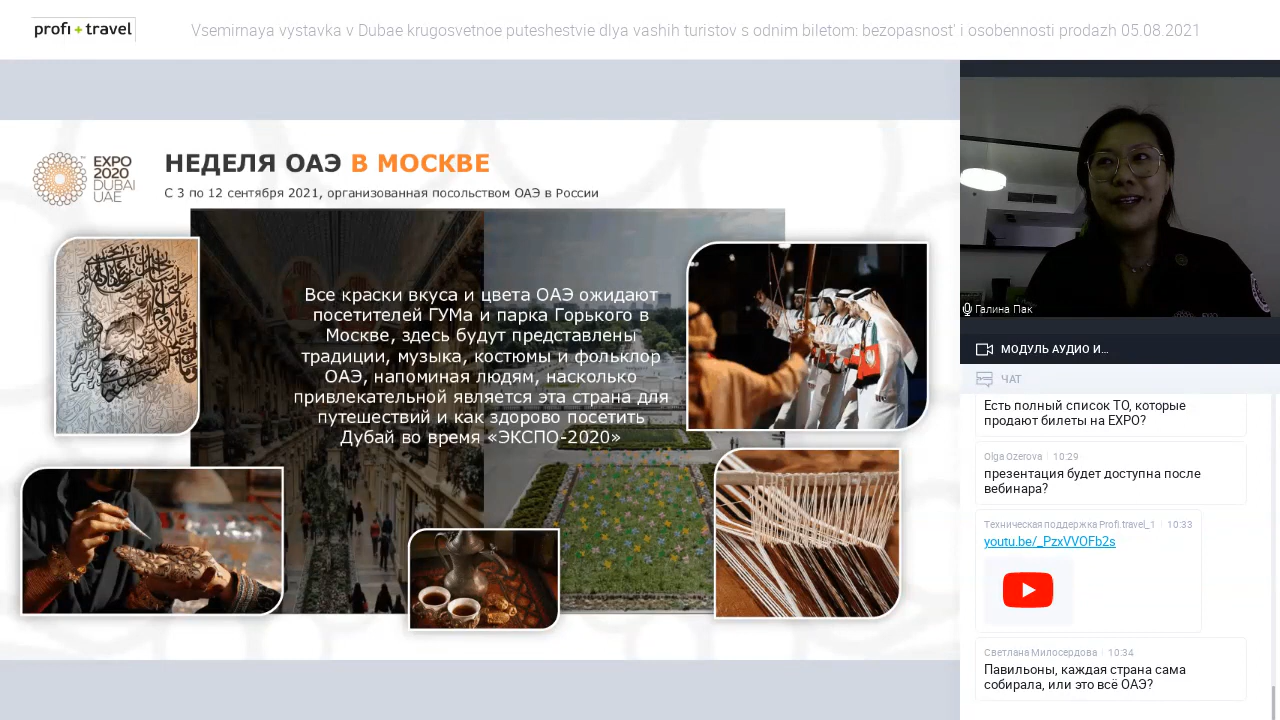 profi + travel
Vsemirnaya vystavka v Dubae krugosvetnoe puteshestvie dlya vashih turistov s odnim biletom: bezopasnost' i osobennosti prodazh 05.08.2021
EXPO
2020
DUBAI
UAE
НЕДЕЛЯ ОАЭ В МОСКВЕ
С 3 по 12 сентября 2021, организованная посольством ОАЭ в России
Все краски вкуса и цвета ОАЭ ожидают
посетителей ГУМа и парка Горького в
Москве, здесь будут представлены
традиции, музыка, костюмы и фольклор
ОАЭ, напоминая людям, насколько
привлекательной является эта страна для
путешествий и как здорово посетить
Дубай во время «ЭКСПО-2020»
Галина Пак
МОДУЛЬ АУДИО И...
ЧАТ
Есть полный список ТО, которые
продают билеты на EXPO?
Olga Ozerova 10:29
презентация будет доступна после
вебинара?
Техническая поддержка Profi.travel_1 10:33
youtu.be/_PzxVVOFb2s
Светлана Милосердова 10:34
Павильоны, каждая страна сама
собирала, или это всё ОАЭ?